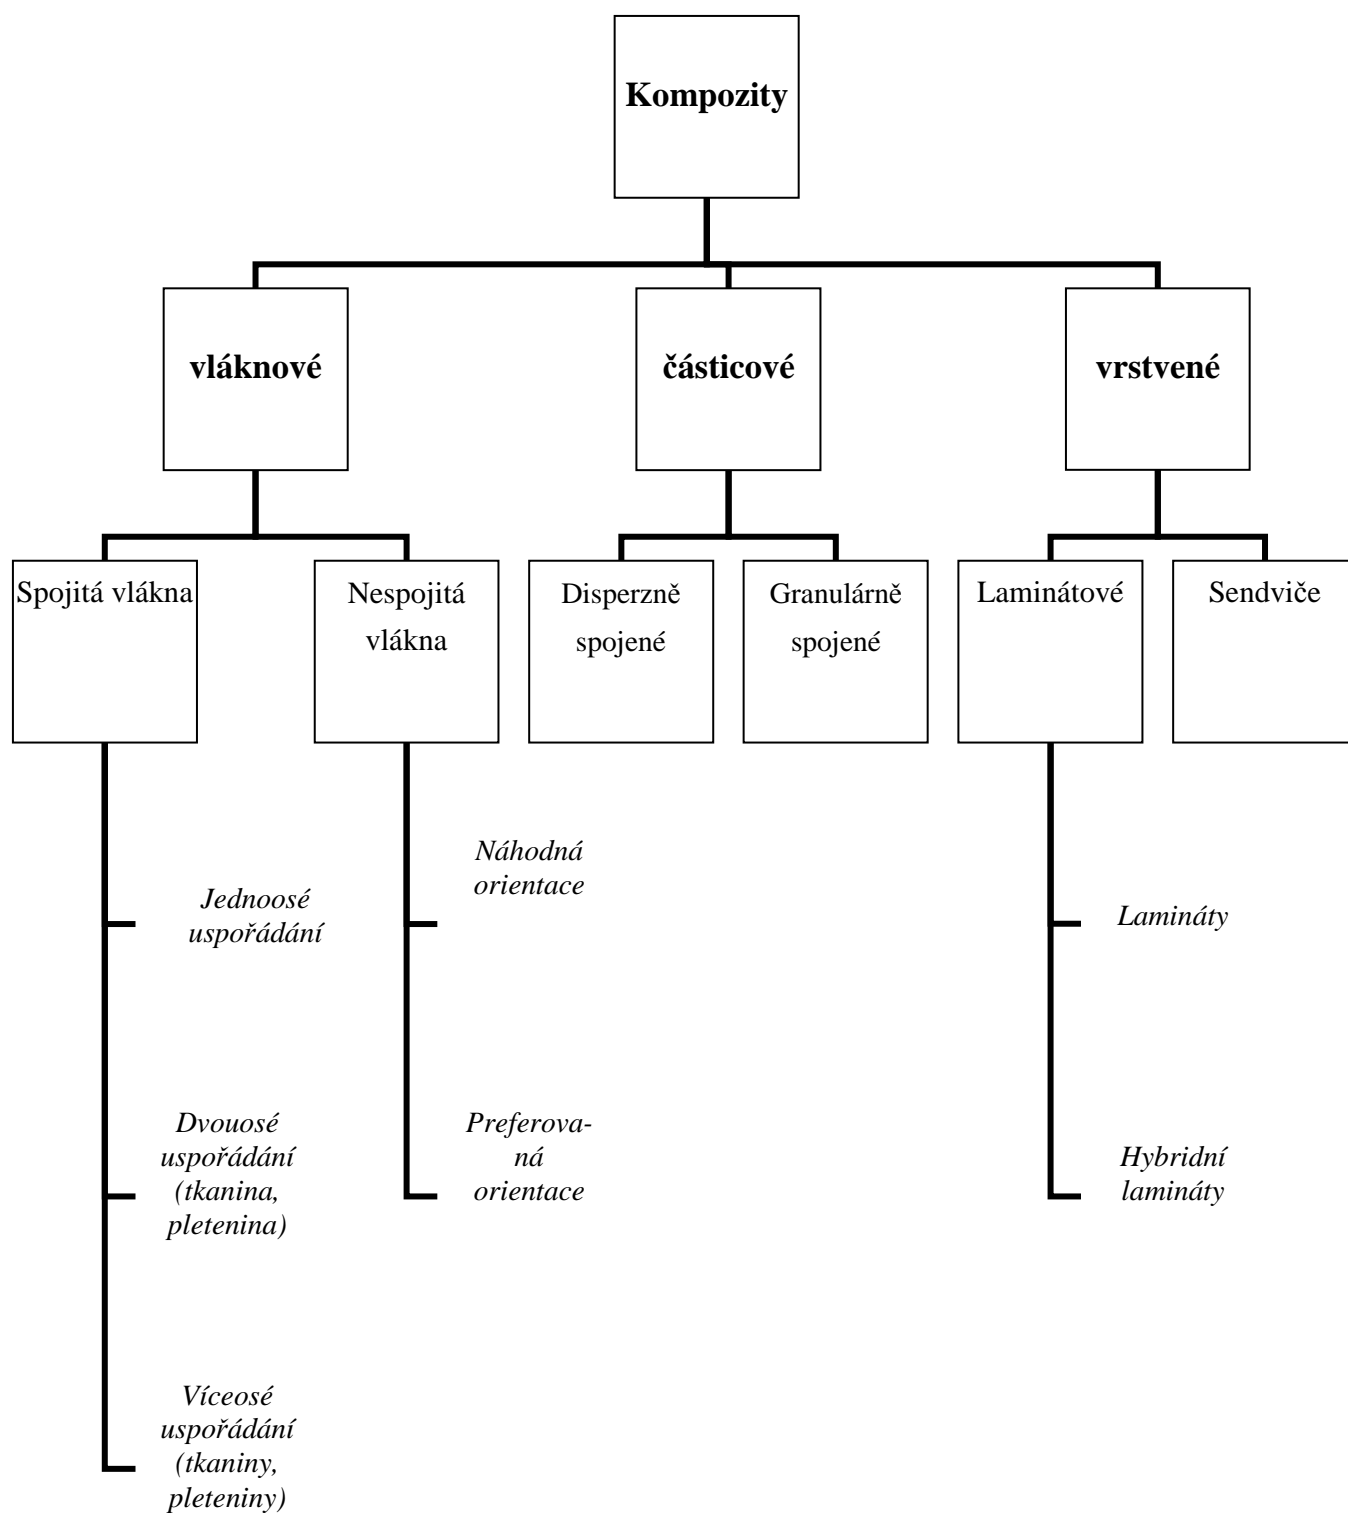 Kompozity
vláknové
částicové
vrstvené
Spojitá vlákna
Nespojitá
vlákna
Disperzně
spojené
Granulárně
spojené
Laminátové
Sendviče
Jednoosé
uspořádání
Dvouosé
uspořádání
(tkanina,
pletenina)
Víceosé
uspořádání
(tkaniny,
pleteniny)
Náhodná
orientace
Preferova-
ná
orientace
Lamináty
Hybridní
lamináty